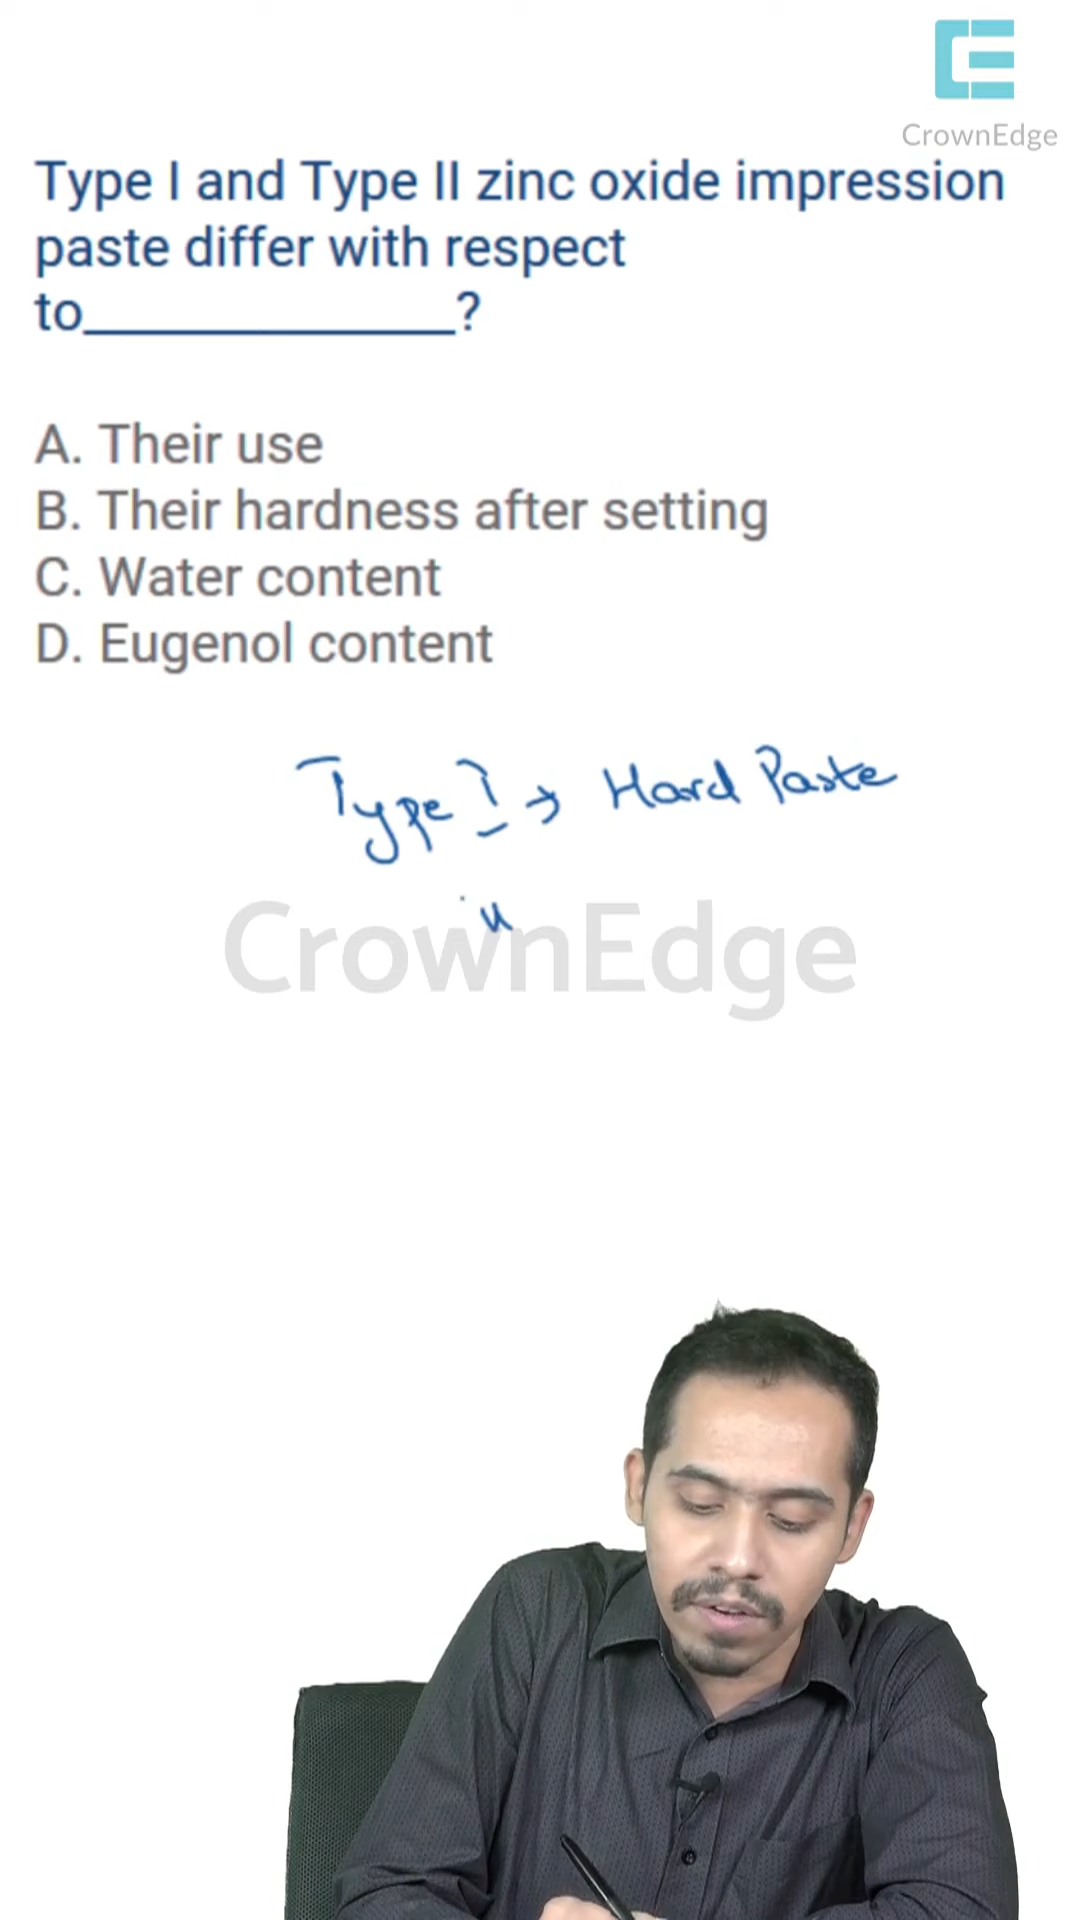 CrownEdge
Type I and Type II zinc oxide impression
paste differ with respect
to______________?
A. Their use
B. Their hardness after setting
C. Water content
D. Eugenol content
Type I → Hard Paste
CrownEdge